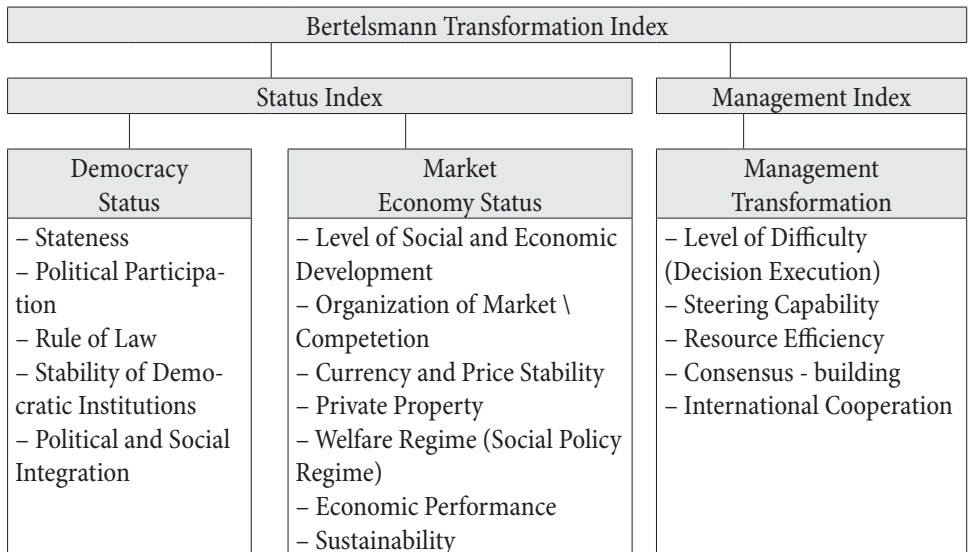 Bertelsmann Transformation Index
Status Index
Management Index
Democracy
Status
– Stateness
– Political Participa-
tion
– Rule of Law
– Stability of Demo-
cratic Institutions
– Political and Social
Integration
Market
Economy Status
– Level of Social and Economic
Development
– Organization of Market \
Competetion
– Currency and Price Stability
– Private Property
– Welfare Regime (Social Policy
Regime)
– Economic Performance
– Sustainability
Management
Transformation
– Level of Difficulty
(Decision Execution)
– Steering Capability
– Resource Efficiency
– Consensus - building
– International Cooperation